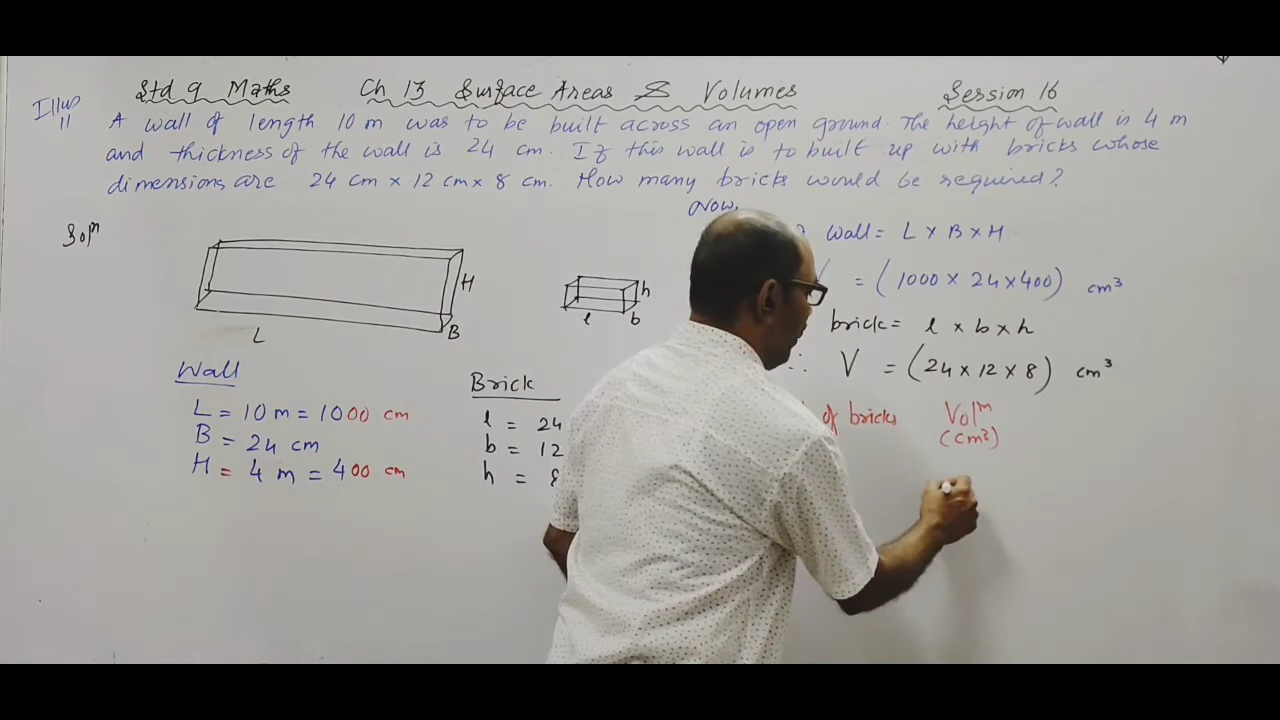 Std 9 Maths Ch 13 Surface Areas & Volumes Session 16
Illus 11
A wall of length 10 m was to be built across an open ground. The height of wall is 4 m
and thickness of the wall is 24 cm. If this wall is to built up with bricks whose
dimensions are 24 cm x 12 cm x 8 cm. How many bricks would be required?
Solⁿ
Now,
wall = L x B x H.
= (1000 x 24 x 400) cm³
brick = l x b x h
∴ V = (24 x 12 x 8) cm³
of bricks Volᵐ
(cm³)
H
L
B
h
l
b
Wall
L = 10 m = 1000 cm
B = 24 cm
H = 4 m = 400 cm
Brick
l = 24
b = 12
h = 8